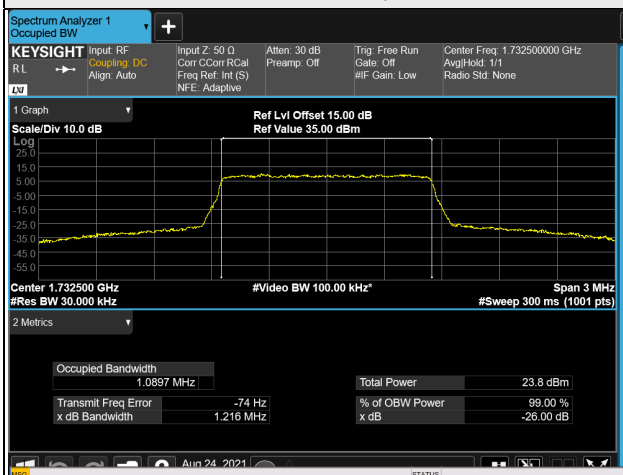 Spectrum Analyzer 1
Occupied BW
KEYSIGHT
R L
LXI
Input: RF
Coupling: DC
Align: Auto
Input Z: 50 Ω
Corr CCorr RCal
Freq Ref: Int (S)
NFE: Adaptive
Atten: 30 dB
Preamp: Off
Trig: Free Run
Gate: Off
#IF Gain: Low
Center Freq: 1.732500000 GHz
Avg|Hold: 1/1
Radio Std: None
1 Graph
Scale/Div 10.0 dB
Ref Lvl Offset 15.00 dB
Ref Value 35.00 dBm
Log
25.0
15.0
5.00
-5.00
-15.0
-25.0
-35.0
-45.0
-55.0
Center 1.732500 GHz
#Res BW 30.000 kHz
#Video BW 100.00 kHz*
Span 3 MHz
#Sweep 300 ms (1001 pts)
2 Metrics
Occupied Bandwidth
1.0897 MHz
Total Power 23.8 dBm
Transmit Freq Error -74 Hz
% of OBW Power 99.00 %
x dB Bandwidth 1.216 MHz
x dB -26.00 dB
Aug 24, 2021
MSG
STATUS